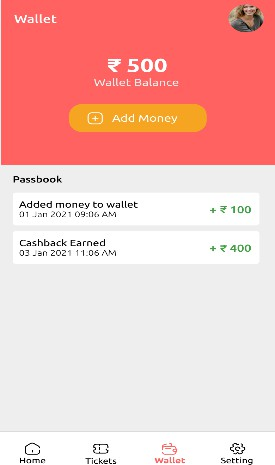 Wallet
₹ 500
Wallet Balance
Add Money
Passbook
Added money to wallet
01 Jan 2021 09:06 AM
+ ₹ 100
Cashback Earned
03 Jan 2021 11:06 AM
+ ₹ 400
Home Tickets Wallet Setting